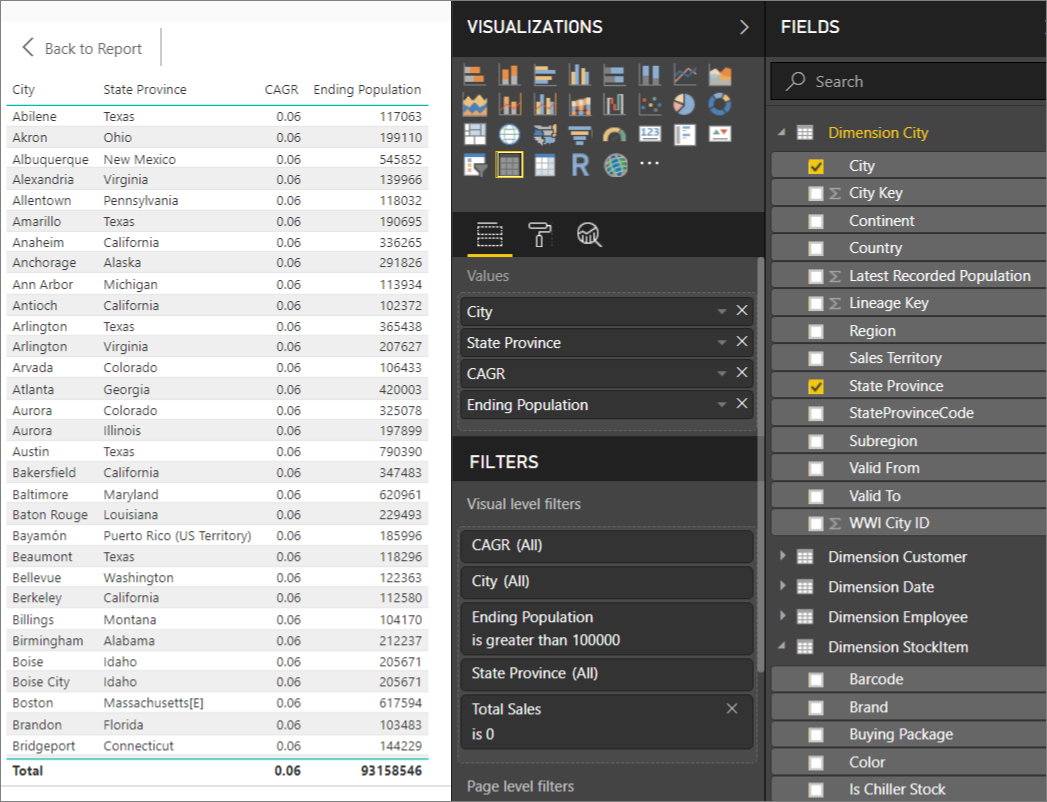 Back to Report
City State Province CAGR Ending Population
Abilene Texas 0.06 117063
Akron Ohio 0.06 199110
Albuquerque New Mexico 0.06 545852
Alexandria Virginia 0.06 139966
Allentown Pennsylvania 0.06 118032
Amarillo Texas 0.06 190695
Anaheim California 0.06 336265
Anchorage Alaska 0.06 291826
Ann Arbor Michigan 0.06 113934
Antioch California 0.06 102372
Arlington Texas 0.06 365438
Arlington Virginia 0.06 207627
Arvada Colorado 0.06 106433
Atlanta Georgia 0.06 420003
Aurora Colorado 0.06 325078
Aurora Illinois 0.06 197899
Austin Texas 0.06 790390
Bakersfield California 0.06 347483
Baltimore Maryland 0.06 620961
Baton Rouge Louisiana 0.06 229493
Bayamón Puerto Rico (US Territory) 0.06 185996
Beaumont Texas 0.06 118296
Bellevue Washington 0.06 122363
Berkeley California 0.06 112580
Billings Montana 0.06 104170
Birmingham Alabama 0.06 212237
Boise Idaho 0.06 205671
Boise City Idaho 0.06 205671
Boston Massachusetts[E] 0.06 617594
Brandon Florida 0.06 103483
Bridgeport Connecticut 0.06 144229
Total 0.06 93158546
VISUALIZATIONS
123
R
Values
City
State Province
CAGR
Ending Population
FILTERS
Visual level filters
CAGR (All)
City (All)
Ending Population
is greater than 100000
State Province (All)
Total Sales
is 0
Page level filters
FIELDS
Search
Dimension City
City
Σ City Key
Continent
Country
Σ Latest Recorded Population
Σ Lineage Key
Region
Sales Territory
State Province
StateProvinceCode
Subregion
Valid From
Valid To
Σ WWI City ID
Dimension Customer
Dimension Date
Dimension Employee
Dimension StockItem
Barcode
Brand
Buying Package
Color
Is Chiller Stock